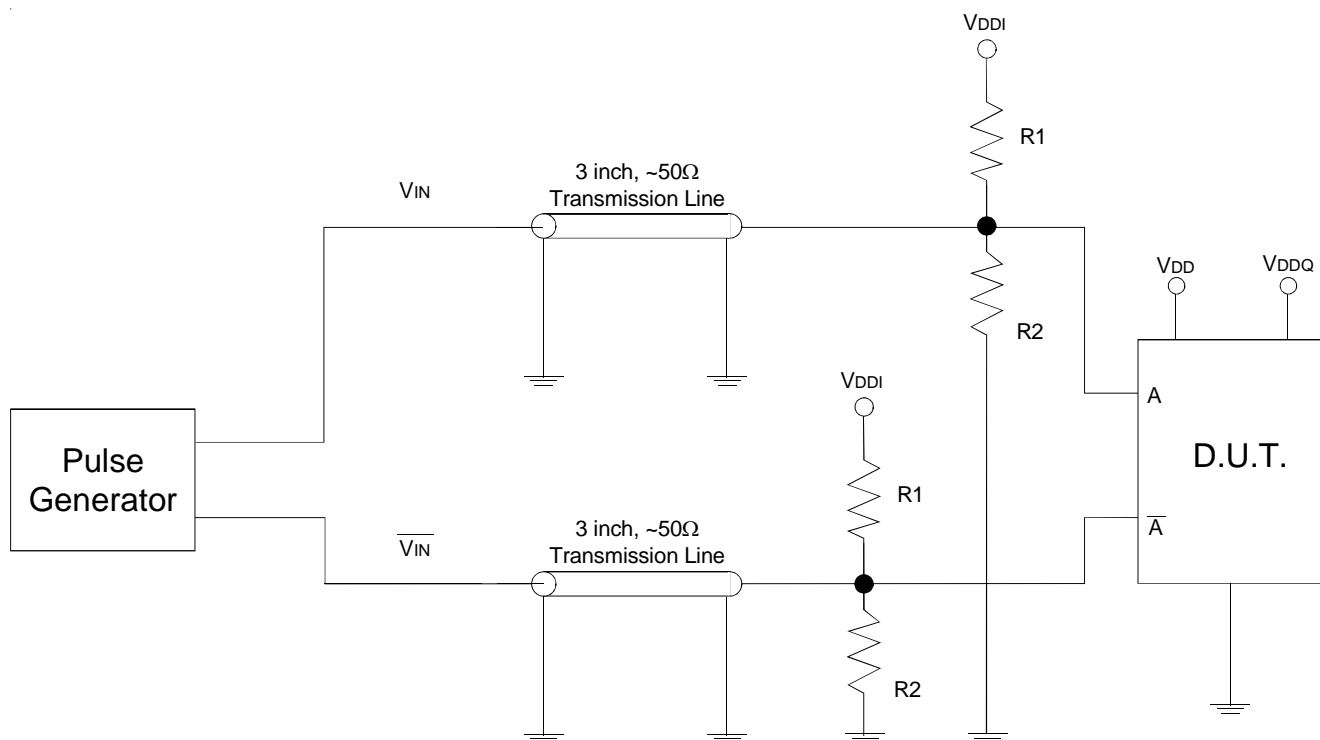 VDDI
R1
3 inch, ~50Ω
Transmission Line
VIN
R2
VDD
VDDQ
VDDI
A
Pulse
Generator
D.U.T.
R1
3 inch, ~50Ω
Transmission Line
V̅I̅N̅
A̅
R2